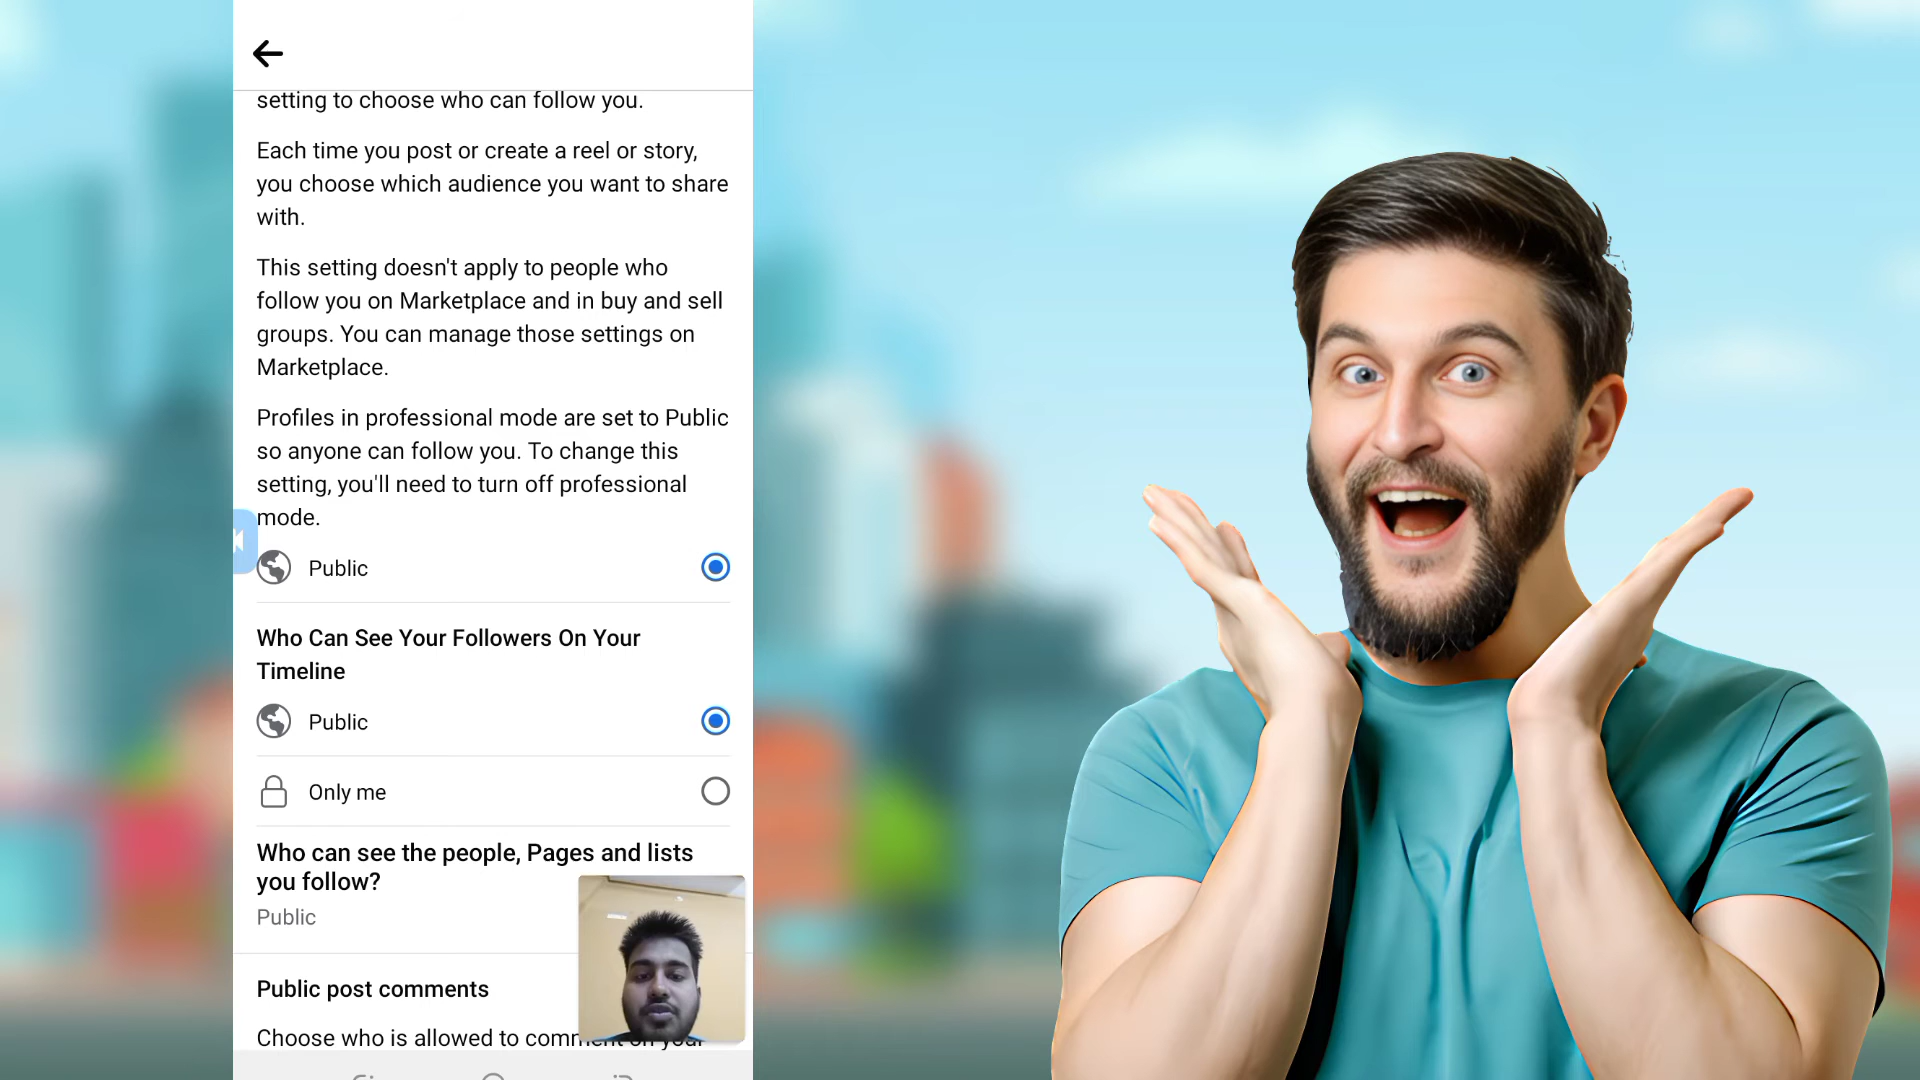 setting to choose who can follow you.
Each time you post or create a reel or story,
you choose which audience you want to share
with.
This setting doesn't apply to people who
follow you on Marketplace and in buy and sell
groups. You can manage those settings on
Marketplace.
Profiles in professional mode are set to Public
so anyone can follow you. To change this
setting, you'll need to turn off professional
mode.
Public
Who Can See Your Followers On Your
Timeline
Public
Only me
Who can see the people, Pages and lists
you follow?
Public
Public post comments
Choose who is allowed to comment on your